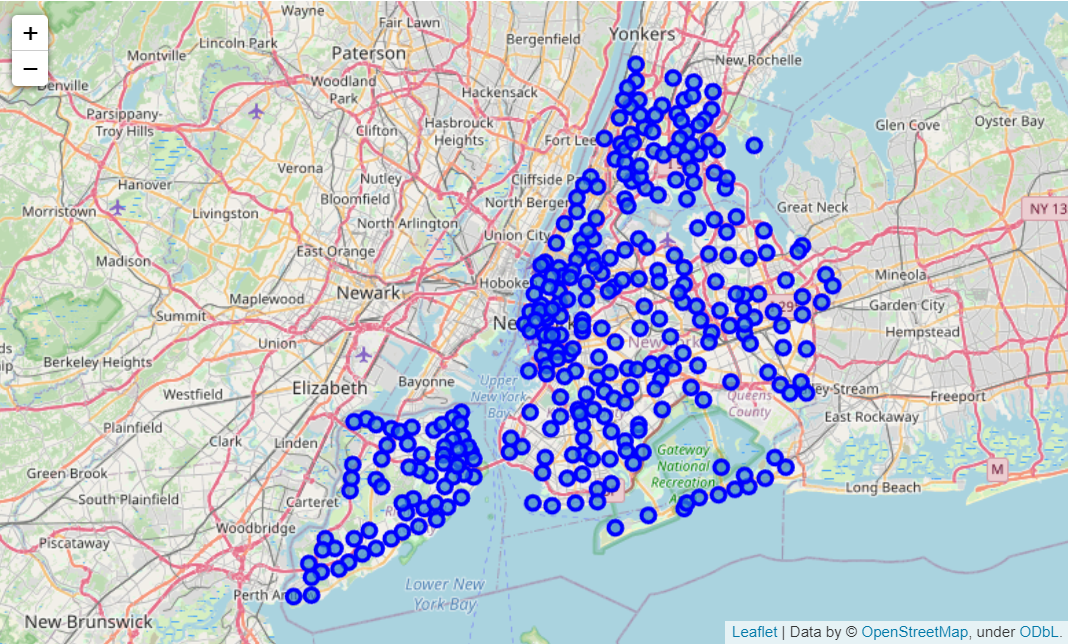 +
−
Wayne
Fair Lawn
Yonkers
Bergenfield
Lincoln Park
Paterson
Montville
New Rochelle
Denville
Woodland
Park
Hackensack
Parsippany-
Troy Hills
Hasbrouck
Heights
Clifton
Fort Lee
Glen Cove
Oyster Bay
Verona
Nutley
Cliffside
Hanover
Bloomfield
North Bergen
Great Neck
Morristown
Livingston
North Arlington
NY 13
Union City
East Orange
Madison
Mineola
Hoboke
Maplewood
Newark
Garden City
Summit
New York
Hempstead
Union
New York
Berkeley Heights
Bayonne
Upper
New York
Bay
Elizabeth
Westfield
Queens
County
ey Stream
Freeport
East Rockaway
Plainfield
Clark
Linden
Gateway
National
Recreation
M
Green Brook
Long Beach
South Plainfield
Carteret
Woodbridge
Piscataway
Lower New
York Bay
Perth Am
New Brunswick
Leaflet | Data by © OpenStreetMap, under ODbL.